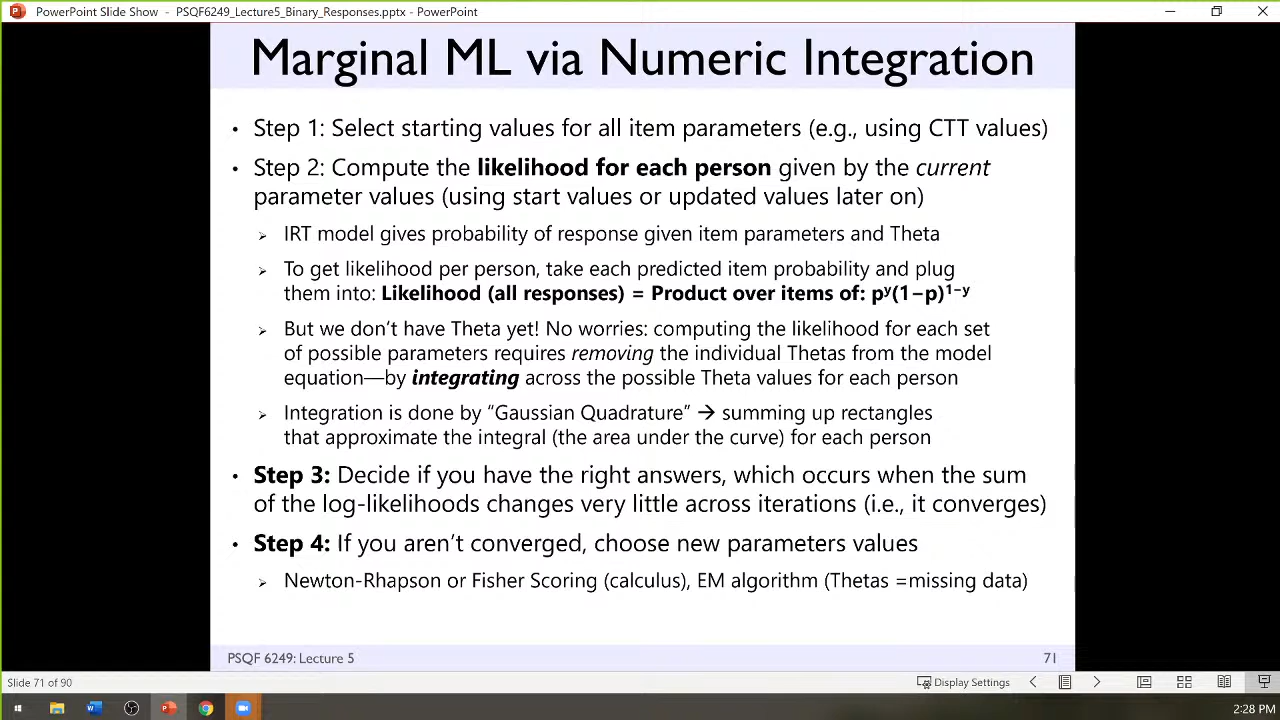 PowerPoint Slide Show - PSQF6249_Lecture5_Binary_Responses.pptx - PowerPoint
Marginal ML via Numeric Integration
• Step 1: Select starting values for all item parameters (e.g., using CTT values)
• Step 2: Compute the likelihood for each person given by the current
parameter values (using start values or updated values later on)
➢ IRT model gives probability of response given item parameters and Theta
➢ To get likelihood per person, take each predicted item probability and plug
them into: Likelihood (all responses) = Product over items of: pʸ(1−p)¹⁻ʸ
➢ But we don’t have Theta yet! No worries: computing the likelihood for each set
of possible parameters requires removing the individual Thetas from the model
equation—by integrating across the possible Theta values for each person
➢ Integration is done by “Gaussian Quadrature” → summing up rectangles
that approximate the integral (the area under the curve) for each person
• Step 3: Decide if you have the right answers, which occurs when the sum
of the log-likelihoods changes very little across iterations (i.e., it converges)
• Step 4: If you aren’t converged, choose new parameters values
➢ Newton-Rhapson or Fisher Scoring (calculus), EM algorithm (Thetas =missing data)
PSQF 6249: Lecture 5 71
Slide 71 of 90 Display Settings
2:28 PM